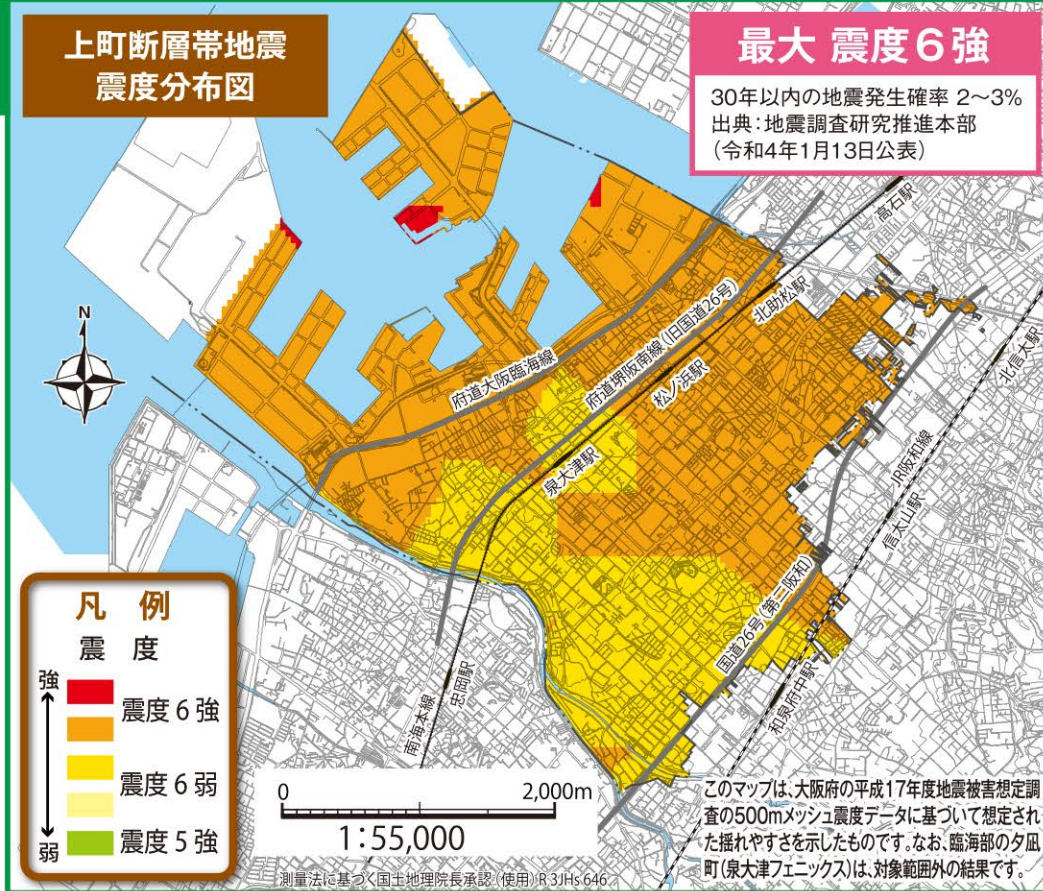 上町断層帯地震
震度分布図
最大 震度6強
30年以内の地震発生確率 2〜3%
出典：地震調査研究推進本部
(令和4年1月13日公表)
高石駅
北助松駅
北信太駅
府道堺阪南線(旧国道26号)
府道大阪臨海線
松ノ浜駅
N
泉大津駅
JR阪和線
信太山駅
国道26号(第二阪和)
和泉府中駅
忠岡駅
南海本線
凡 例
震 度
強
震度6強
震度6弱
震度5強
弱
0 2,000m
1:55,000
測量法に基づく国土地理院長承認(使用)R 3JHs 646
このマップは、大阪府の平成17年度地震被害想定調
査の500mメッシュ震度データに基づいて想定され
た揺れやすさを示したものです。なお、臨海部の夕凪
町(泉大津フェニックス)は、対象範囲外の結果です。